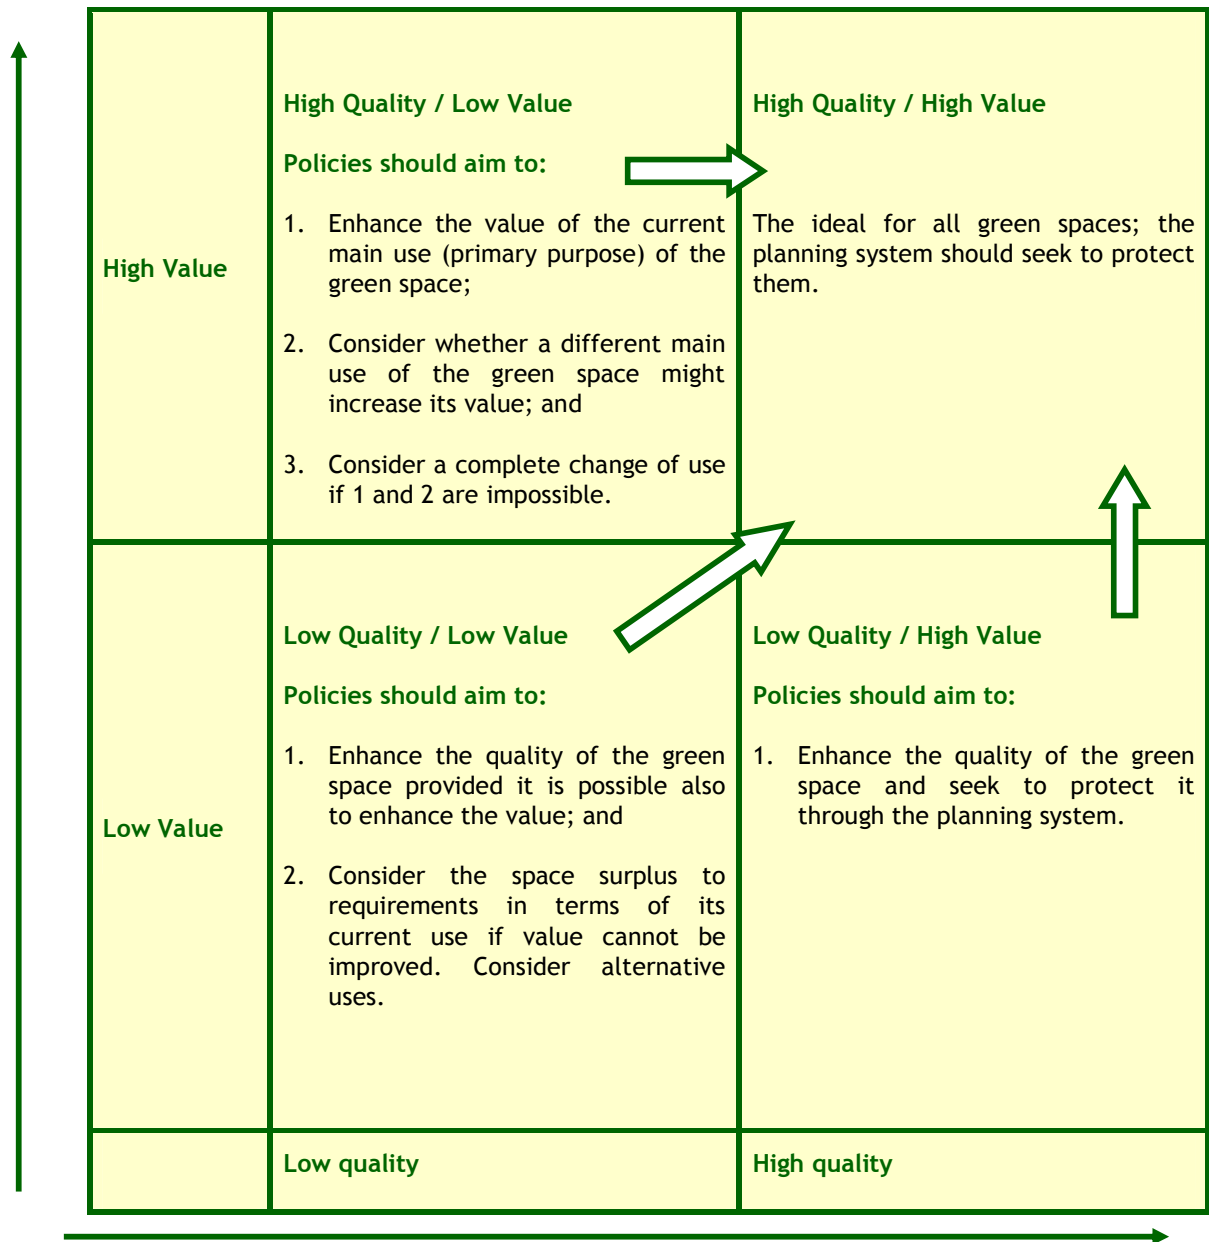 High Value
High Quality / Low Value
Policies should aim to:
1. Enhance the value of the current
main use (primary purpose) of the
green space;
2. Consider whether a different main
use of the green space might
increase its value; and
3. Consider a complete change of use
if 1 and 2 are impossible.
High Quality / High Value
The ideal for all green spaces; the
planning system should seek to protect
them.
Low Value
Low Quality / Low Value
Policies should aim to:
1. Enhance the quality of the green
space provided it is possible also
to enhance the value; and
2. Consider the space surplus to
requirements in terms of its
current use if value cannot be
improved. Consider alternative
uses.
Low Quality / High Value
Policies should aim to:
1. Enhance the quality of the green
space and seek to protect it
through the planning system.
Low quality
High quality